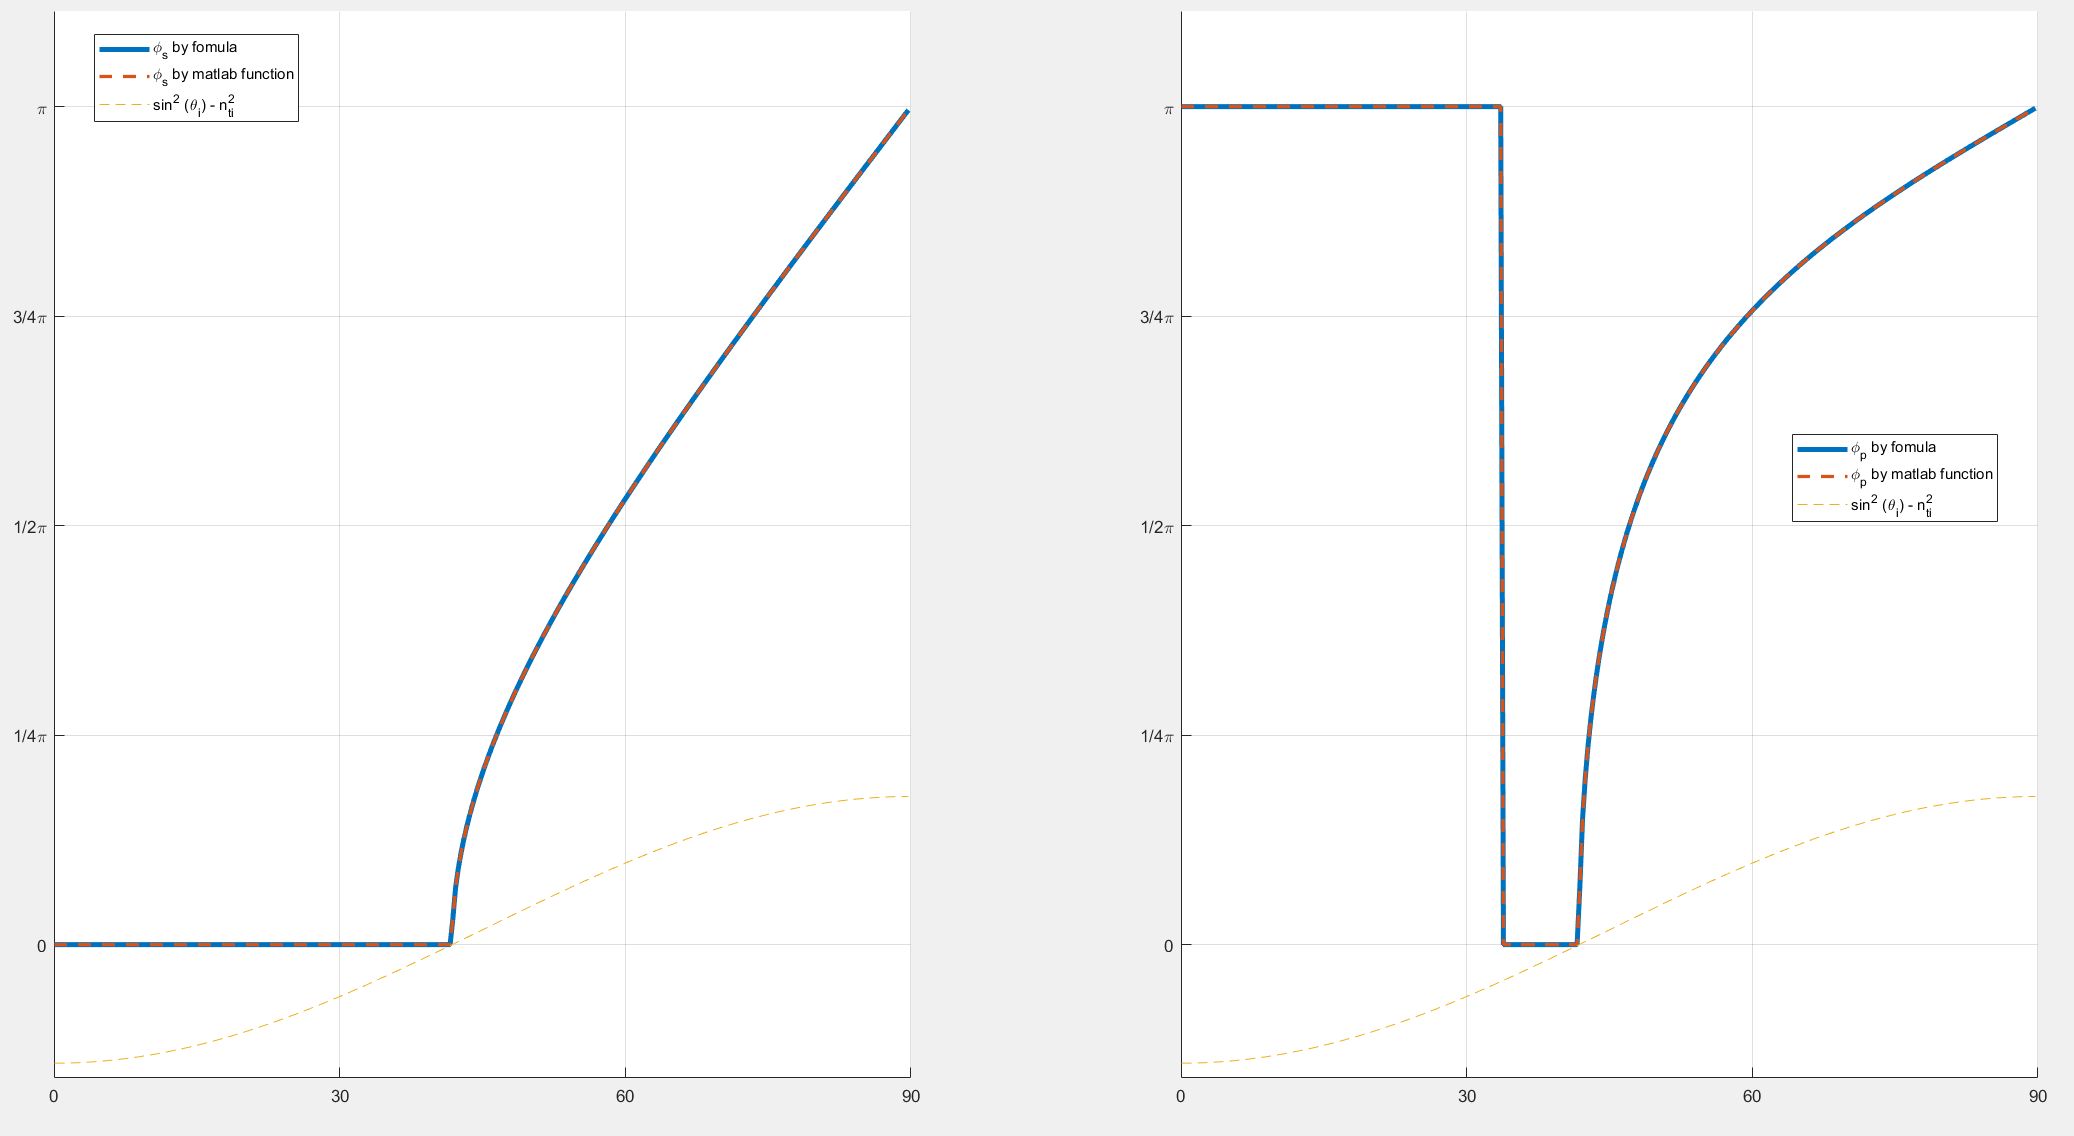 ϕs by fomula
ϕs by matlab function
sin² (θi) - n²ti
π
3/4π
1/2π
1/4π
0
0 30 60 90
π
3/4π
1/2π
1/4π
0
ϕp by fomula
ϕp by matlab function
sin² (θi) - n²ti
0 30 60 90